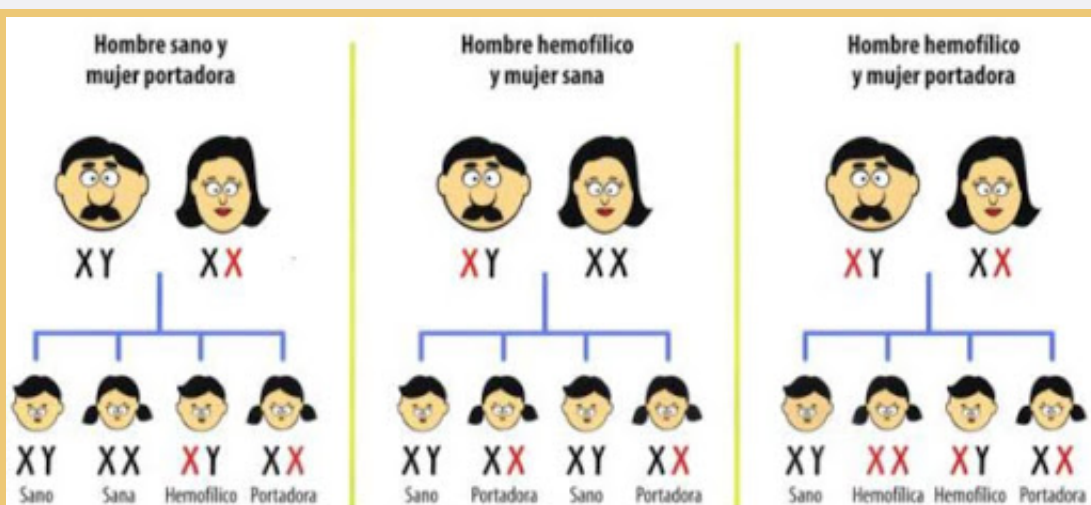 Hombre sano y
mujer portadora
XY XX
XY XX XY XX
Sano Sana Hemofílico Portadora
Hombre hemofílico
y mujer sana
XY XX
XY XX XY XX
Sano Portadora Sano Portadora
Hombre hemofílico
y mujer portadora
XY XX
XY XX XY XX
Sano Hemofílica Hemofílico Portadora